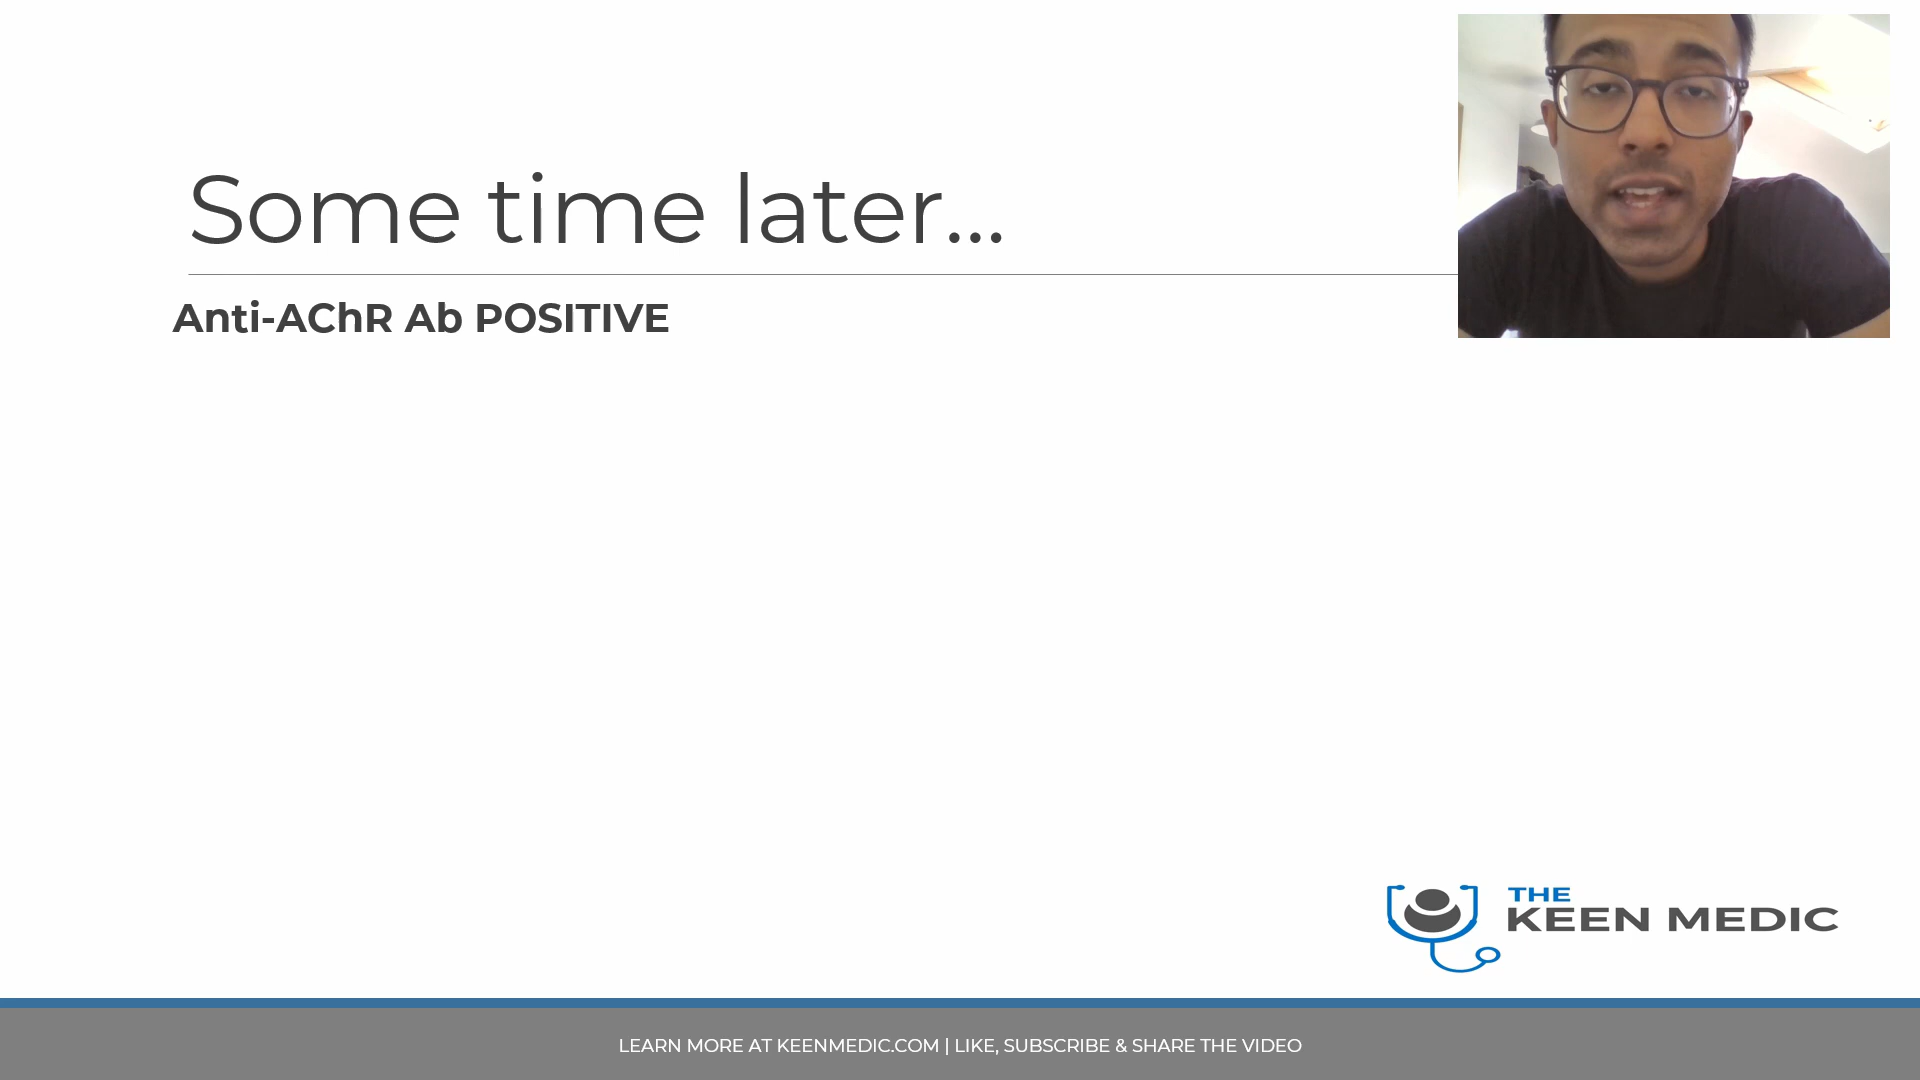 Some time later...
Anti-AChR Ab POSITIVE
THE
KEEN MEDIC
LEARN MORE AT KEENMEDIC.COM | LIKE, SUBSCRIBE & SHARE THE VIDEO